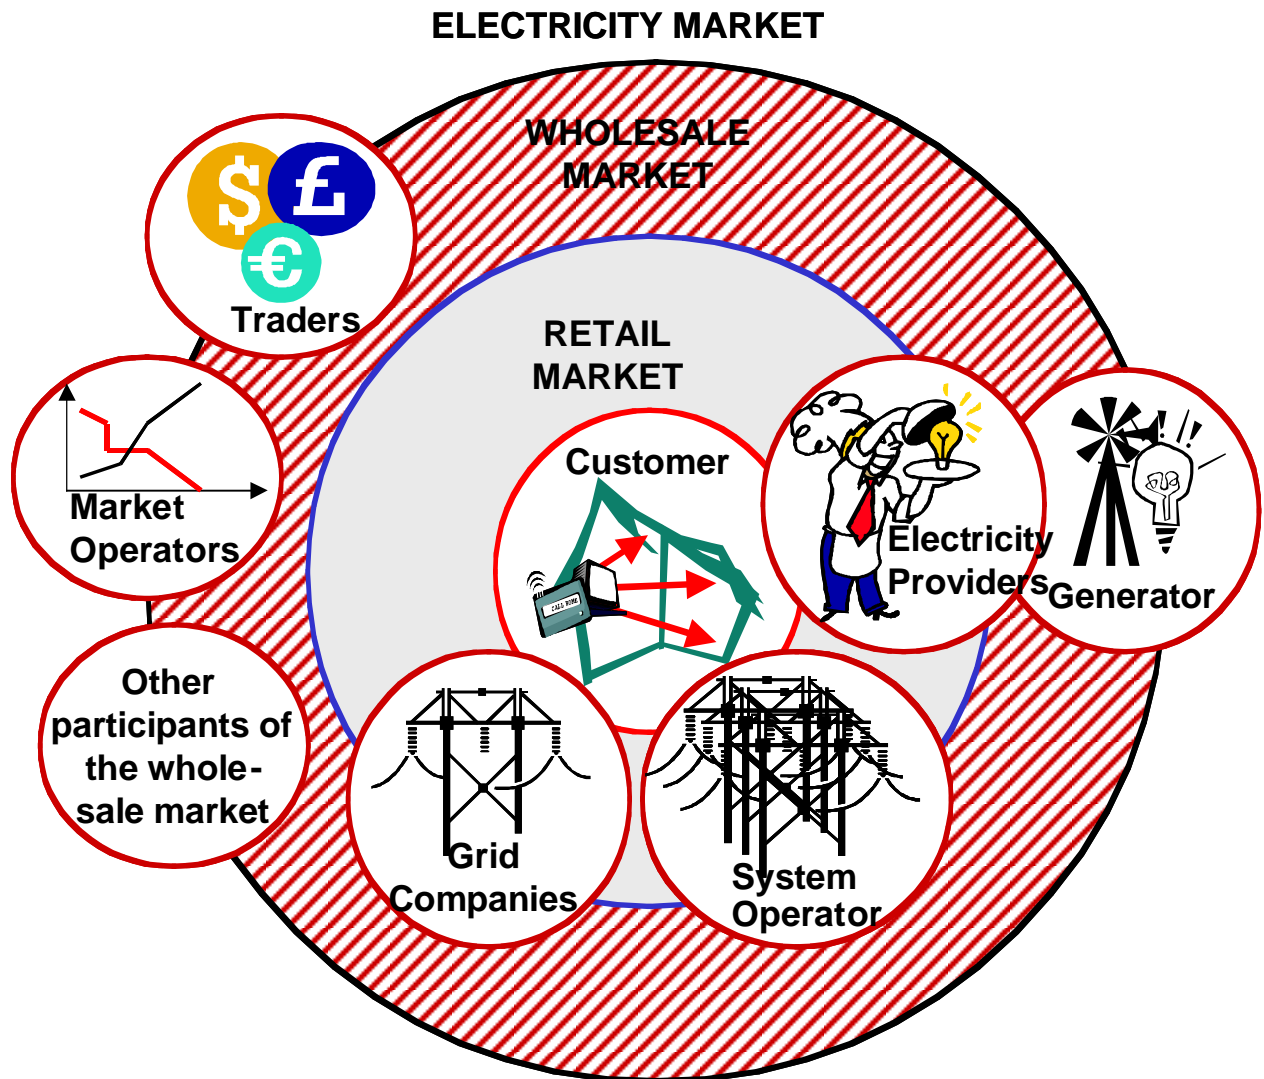 ELECTRICITY MARKET
WHOLESALE
MARKET
$ £
€
Traders
RETAIL
MARKET
Customer
CALL HOME
Market
Operators
Electricity
Providers
Generator
Other
participants of
the whole-
sale market
Grid
Companies
System
Operator